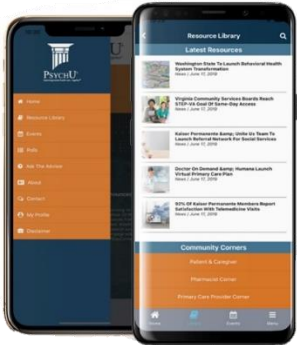 PSYCHU
Home
Resource Library
Events
Polls
Ask The Advisor
About
Contact
My Profile
Disclaimer
Resource Library
Latest Resources
Washington State To Launch Behavioral Health
System Transformation
News | June 17, 2019
Virginia Community Services Boards Reach
STEP-VA Goal Of Same-Day Access
News | June 17, 2019
Kaiser Permanente &amp; Unite Us Team To
Launch Referral Network For Social Services
News | June 17, 2019
Doctor On Demand &amp; Humana Launch
Virtual Primary Care Plan
News | June 17, 2019
93% Of Kaiser Permanente Members Report
Satisfaction With Telemedicine Visits
News | June 17, 2019
Community Corners
Patient & Caregiver
Pharmacist Corner
Primary Care Provider Corner
Home
Events
Menu